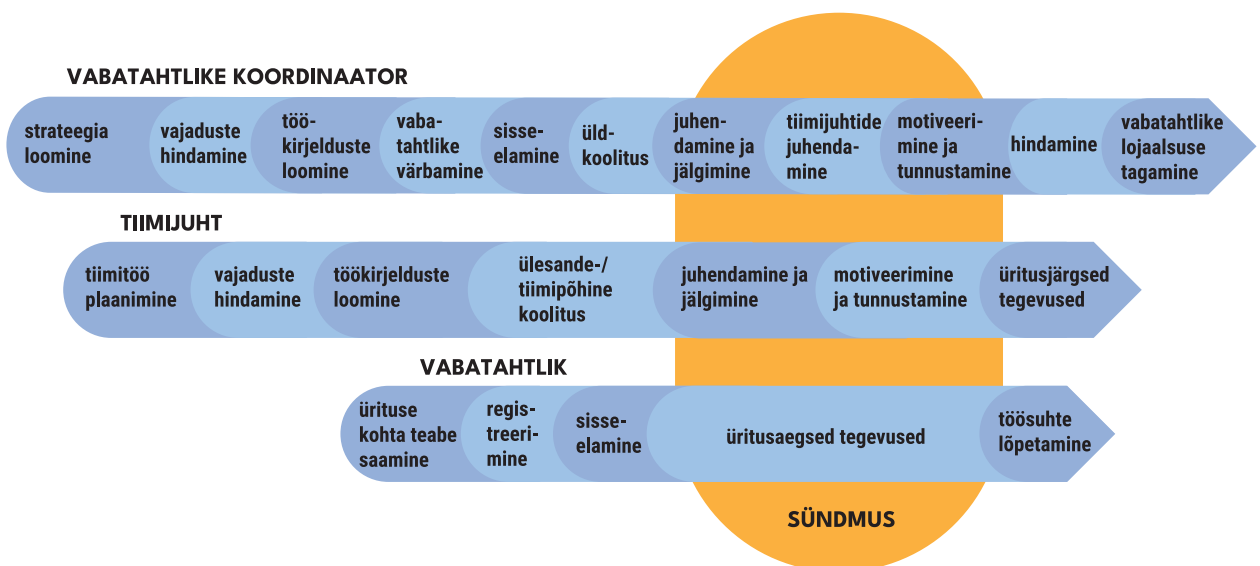 VABATAHTLIKE KOORDINAATOR
strateegia
loomine
vajaduste
hindamine
töö-
kirjelduste
loomine
vaba-
tahtlike
värbamine
sisse-
elamine
üld-
koolitus
juhen-
damine ja
jälgimine
tiimijuhtide
juhenda-
mine
motiveeri-
mine ja
tunnustamine
hindamine
vabatahtlike
lojaalsuse
tagamine
TIIMIJUHT
tiimitöö
plaanimine
vajaduste
hindamine
töökirjelduste
loomine
ülesande-/
tiimipõhine
koolitus
juhendamine ja
jälgimine
motiveerimine
ja tunnustamine
üritusjärgsed
tegevused
VABATAHTLIK
ürituse
kohta teabe
saamine
regis-
treeri-
mine
sisse-
elamine
üritusaegsed tegevused
töösuhte
lõpetamine
SÜNDMUS